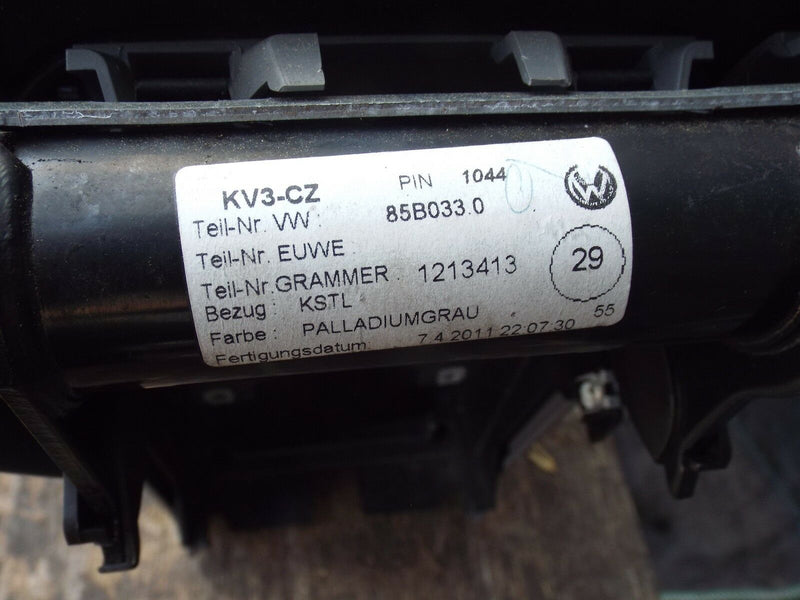 KV3-CZ PIN 1044
Teil-Nr. VW : 85B033.0
Teil-Nr. EUWE :
Teil-Nr.GRAMMER : 1213413
29
Bezug : KSTL
Farbe : PALLADIUMGRAU 55
Fertigungsdatum: 7.4.2011 22:07:30